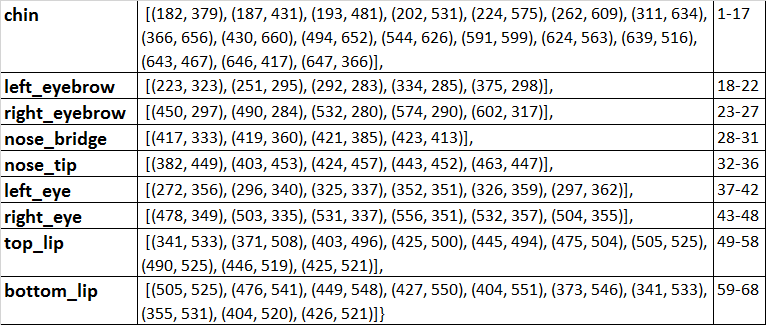 chin [(182, 379), (187, 431), (193, 481), (202, 531), (224, 575), (262, 609), (311, 634), 1-17
(366, 656), (430, 660), (494, 652), (544, 626), (591, 599), (624, 563), (639, 516),
(643, 467), (646, 417), (647, 366)],
left_eyebrow [(223, 323), (251, 295), (292, 283), (334, 285), (375, 298)], 18-22
right_eyebrow [(450, 297), (490, 284), (532, 280), (574, 290), (602, 317)], 23-27
nose_bridge [(417, 333), (419, 360), (421, 385), (423, 413)], 28-31
nose_tip [(382, 449), (403, 453), (424, 457), (443, 452), (463, 447)], 32-36
left_eye [(272, 356), (296, 340), (325, 337), (352, 351), (326, 359), (297, 362)], 37-42
right_eye [(478, 349), (503, 335), (531, 337), (556, 351), (532, 357), (504, 355)], 43-48
top_lip [(341, 533), (371, 508), (403, 496), (425, 500), (445, 494), (475, 504), (505, 525), 49-58
(490, 525), (446, 519), (425, 521)],
bottom_lip [(505, 525), (476, 541), (449, 548), (427, 550), (404, 551), (373, 546), (341, 533), 59-68
(355, 531), (404, 520), (426, 521)]}